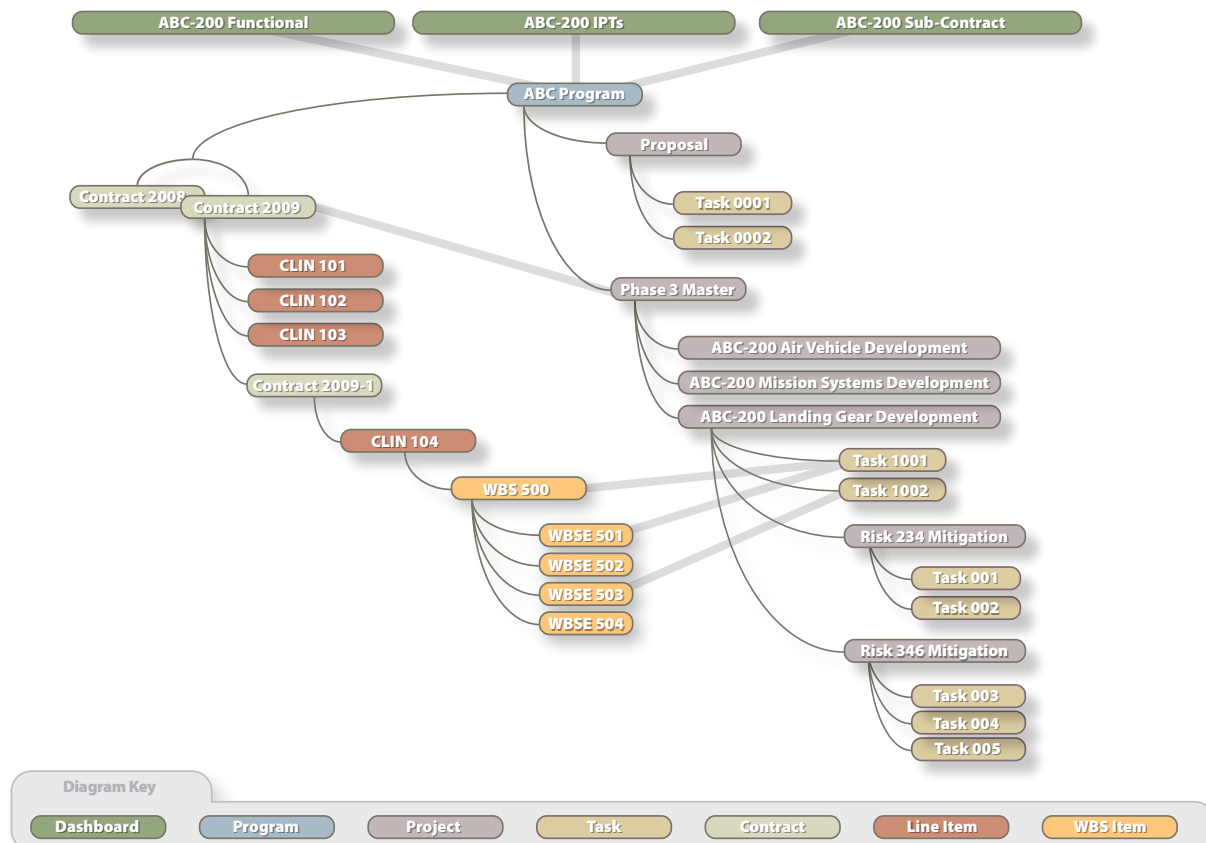 ABC-200 Functional
ABC-200 IPTs
ABC-200 Sub-Contract
ABC Program
Proposal
Task 0001
Task 0002
Contract 2008
Contract 2009
CLIN 101
CLIN 102
CLIN 103
Contract 2009-1
CLIN 104
WBS 500
WBSE 501
WBSE 502
WBSE 503
WBSE 504
Phase 3 Master
ABC-200 Air Vehicle Development
ABC-200 Mission Systems Development
ABC-200 Landing Gear Development
Task 1001
Task 1002
Risk 234 Mitigation
Task 001
Task 002
Risk 346 Mitigation
Task 003
Task 004
Task 005
Diagram Key
Dashboard
Program
Project
Task
Contract
Line Item
WBS Item